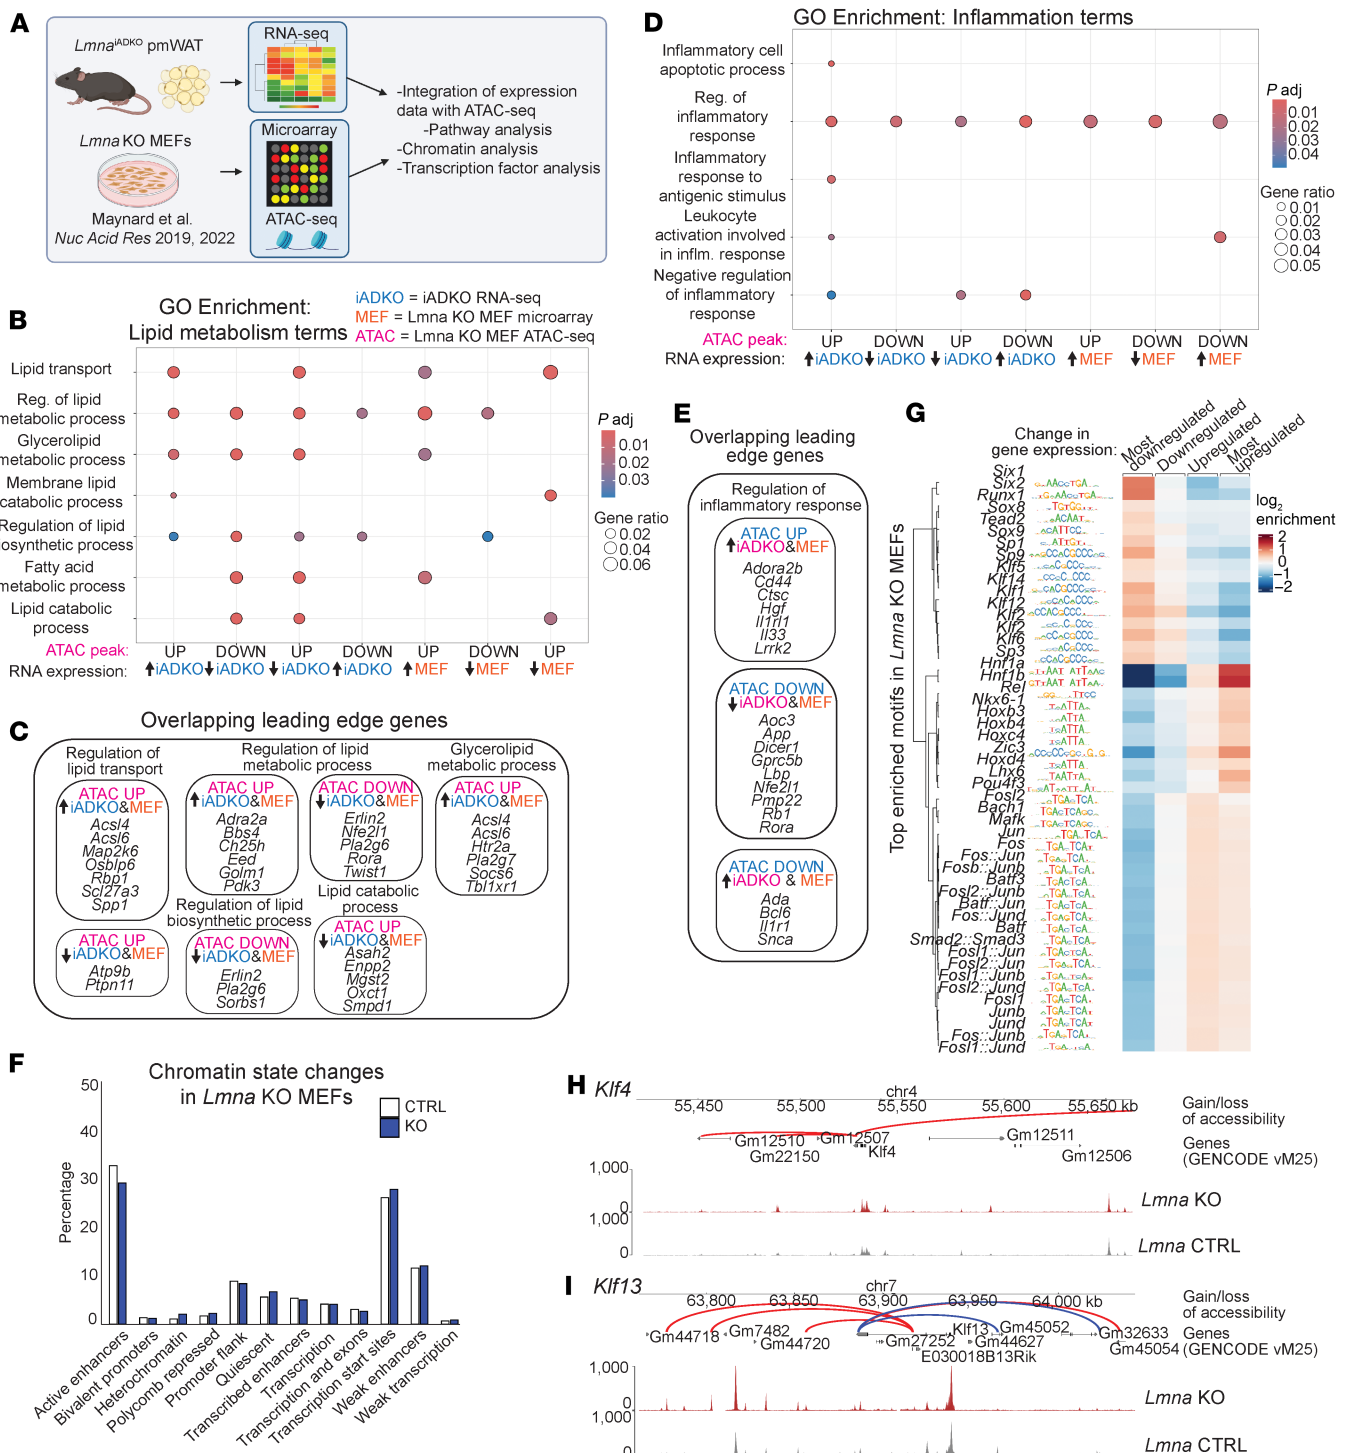 A
Lmna iADKO pmWAT
RNA-seq
Lmna KO MEFs
Microarray
Maynard et al.
Nuc Acid Res 2019, 2022
ATAC-seq
-Integration of expression
data with ATAC-seq
-Pathway analysis
-Chromatin analysis
-Transcription factor analysis
B
GO Enrichment:
Lipid metabolism terms
iADKO = iADKO RNA-seq
MEF = Lmna KO MEF microarray
ATAC = Lmna KO MEF ATAC-seq
Lipid transport
Reg. of lipid
metabolic process
Glycerolipid
metabolic process
Membrane lipid
catabolic process
Regulation of lipid
biosynthetic process
Fatty acid
metabolic process
Lipid catabolic
process
P adj
0.01
0.02
0.03
Gene ratio
0.02
0.04
0.06
ATAC peak: UP DOWN UP DOWN UP DOWN UP
RNA expression: ↑iADKO ↓iADKO ↓iADKO ↑iADKO ↑MEF ↓MEF ↓MEF
C
Overlapping leading edge genes
Regulation of
lipid transport
ATAC UP
↑iADKO&MEF
Acsl4
Acsl6
Map2k6
Osblp6
Rbp1
Scl27a3
Spp1
ATAC UP
↓iADKO&MEF
Atp9b
Ptpn11
Regulation of lipid
metabolic process
ATAC UP
↑iADKO&MEF
Adra2a
Bbs4
Ch25h
Eed
Golm1
Pdk3
ATAC DOWN
↓iADKO&MEF
Erlin2
Nfe2l1
Pla2g6
Rora
Twist1
Glycerolipid
metabolic process
ATAC UP
↑iADKO&MEF
Acsl4
Acsl6
Htr2a
Pla2g7
Socs6
Tbl1xr1
Regulation of lipid
biosynthetic process
ATAC DOWN
↓iADKO&MEF
Erlin2
Pla2g6
Sorbs1
Lipid catabolic
process
ATAC UP
↓iADKO&MEF
Asah2
Enpp2
Mgst2
Oxct1
Smpd1
D
GO Enrichment: Inflammation terms
Inflammatory cell
apoptotic process
Reg. of
inflammatory
response
Inflammatory
response to
antigenic stimulus
Leukocyte
activation involved
in inflm. response
Negative regulation
of inflammatory
response
P adj
0.01
0.02
0.03
0.04
Gene ratio
0.01
0.02
0.03
0.04
0.05
ATAC peak: UP DOWN UP DOWN UP DOWN DOWN
RNA expression: ↑iADKO ↓iADKO ↓iADKO ↑iADKO ↑MEF ↓MEF ↑MEF
E
Overlapping leading
edge genes
Regulation of
inflammatory response
ATAC UP
↑iADKO&MEF
Adora2b
Cd44
Ctsc
Hgf
Il1rl1
Il33
Lrrk2
ATAC DOWN
↓iADKO&MEF
Aoc3
App
Dicer1
Gprc5b
Lbp
Nfe2l1
Pmp22
Rb1
Rora
ATAC DOWN
↑iADKO & MEF
Ada
Bcl6
Il1r1
Snca
F
Chromatin state changes
in Lmna KO MEFs
CTRL
KO
Percentage
50
40
30
20
10
0
Active enhancers
Bivalent promoters
Heterochromatin
Polycomb repressed
Promoter flank
Quiescent
Transcribed enhancers
Transcription
Transcription and exons
Transcription start sites
Weak enhancers
Weak transcription
G
Change in
gene expression:
Most
downregulated
Downregulated
Upregulated
Most
upregulated
Top enriched motifs in Lmna KO MEFs
Six1
Six2
Runx1
Sox8
Tead2
Sox9
Sp1
Sp9
Klf5
Klf14
Klf1
Klf12
Klf2
Klf2
Klf6
Sp3
Hnf1a
Hnf1b
Rel
Nkx6-1
Hoxb3
Hoxb4
Hoxc4
Zic3
Hoxd4
Lhx6
Pou4f3
Fosl2
Bach1
Mafk
Jun
Fos
Fos::Jun
Fosb::Junb
Batf3
Fosl2::Junb
Batf::Jun
Fos::Jund
Batf
Smad2::Smad3
Fosl1::Jun
Fosl2::Jun
Fosl1::Junb
Fosl2::Jund
Fosl1
Junb
Jund
Fos::Junb
Fosl1::Jund
log2
enrichment
2
1
0
−1
−2
H
Klf4
chr4
55,450 55,500 55,550 55,600 55,650 kb
Gain/loss
of accessibility
Gm12510 Gm12507 Gm12511
Gm22150 Klf4 Gm12506
Genes
(GENCODE vM25)
1,000
0
Lmna KO
1,000
0
Lmna CTRL
I
Klf13
chr7
63,800 63,850 63,900 63,950 64,000 kb
Gain/loss
of accessibility
Gm44718 Gm7482 Gm44720 Gm27252 Klf13 Gm45052 Gm44627 Gm32633
E030018B13Rik Gm45054
Genes
(GENCODE vM25)
1,000
0
Lmna KO
1,000
Lmna CTRL